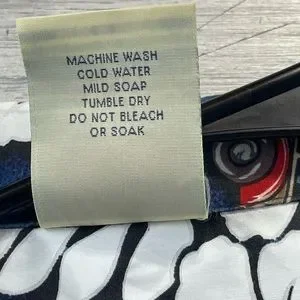 MACHINE WASH
COLD WATER
MILD SOAP
TUMBLE DRY
DO NOT BLEACH
OR SOAK